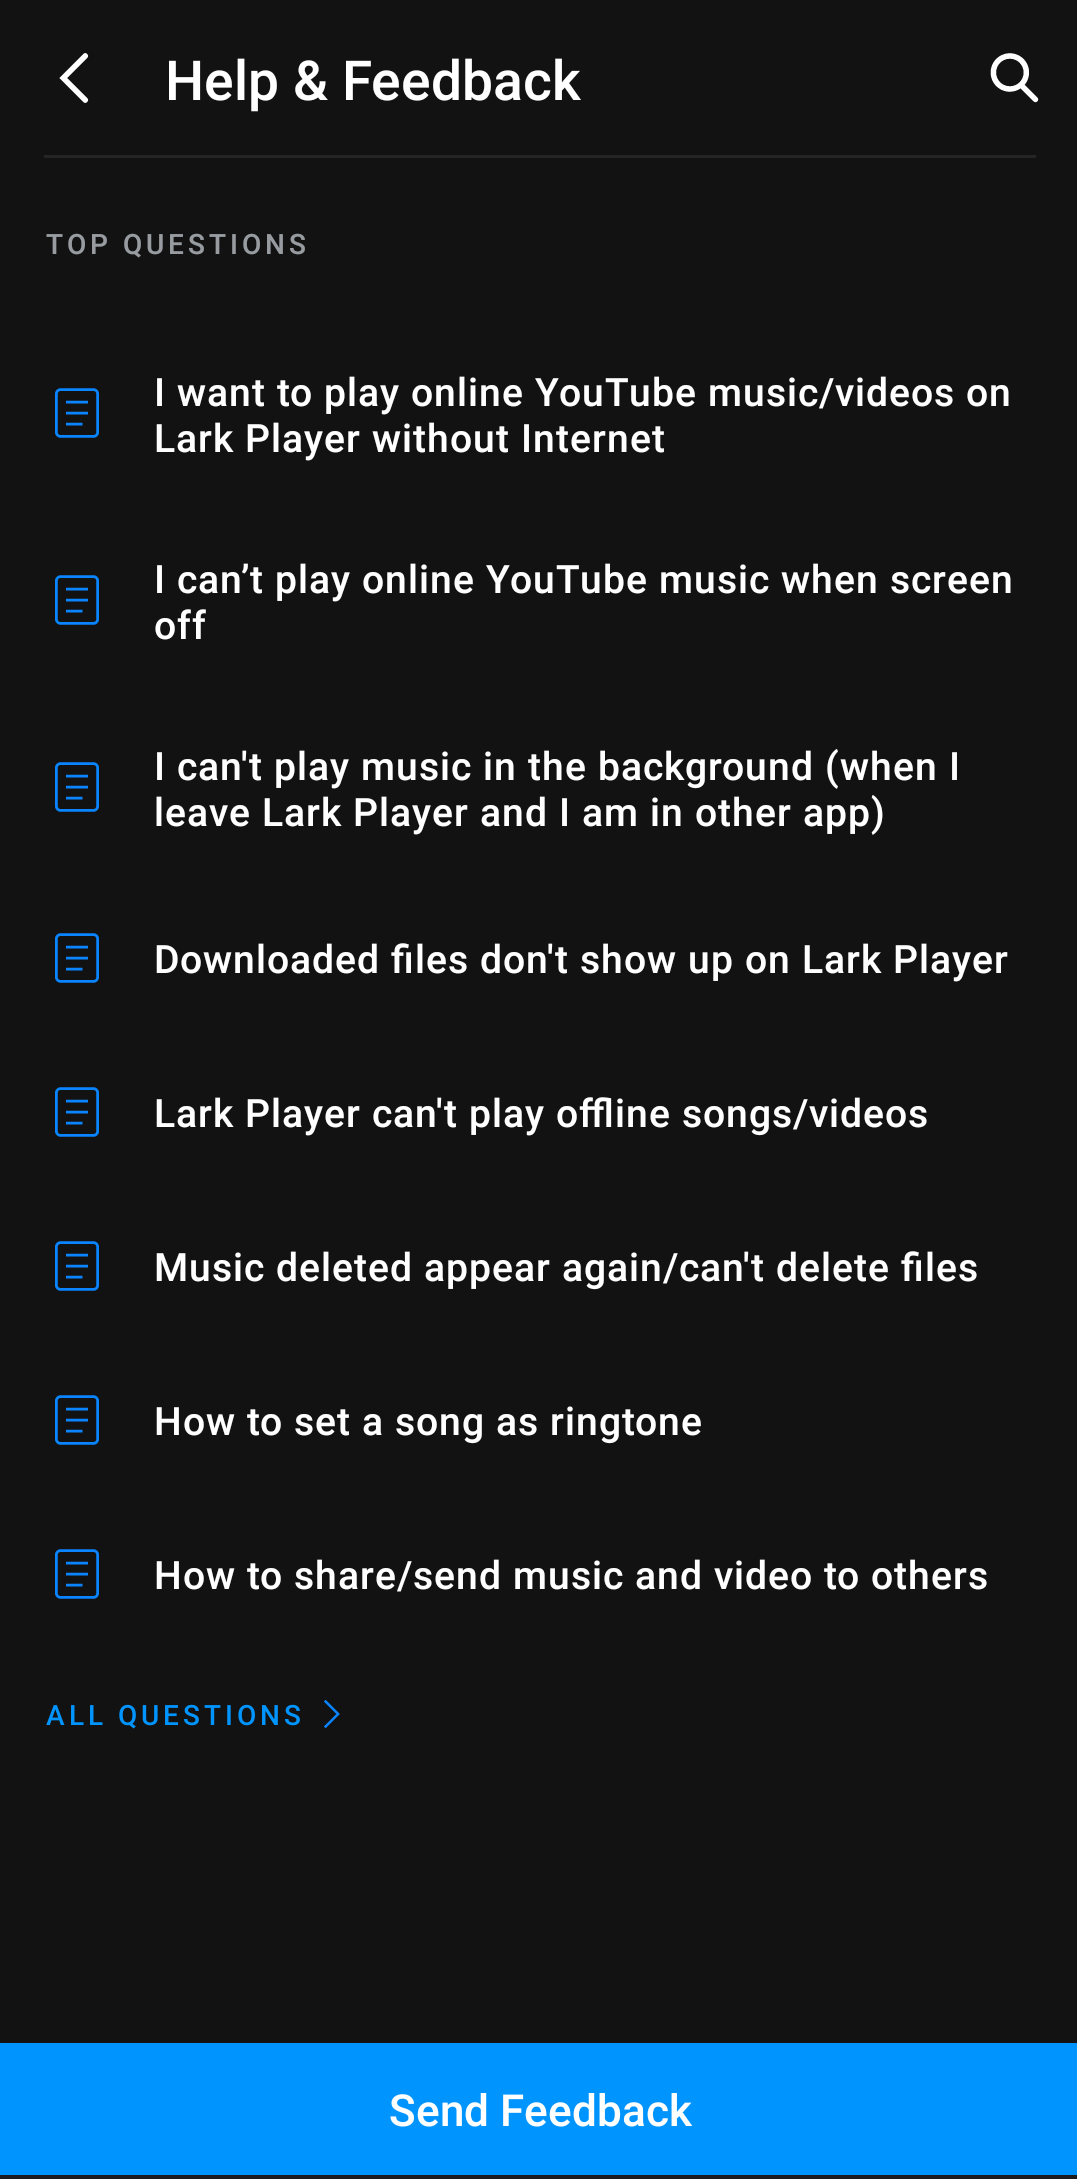 Help & Feedback
TOP QUESTIONS
I want to play online YouTube music/videos on
Lark Player without Internet
I can’t play online YouTube music when screen
off
I can't play music in the background (when I
leave Lark Player and I am in other app)
Downloaded files don't show up on Lark Player
Lark Player can't play offline songs/videos
Music deleted appear again/can't delete files
How to set a song as ringtone
How to share/send music and video to others
ALL QUESTIONS
Send Feedback